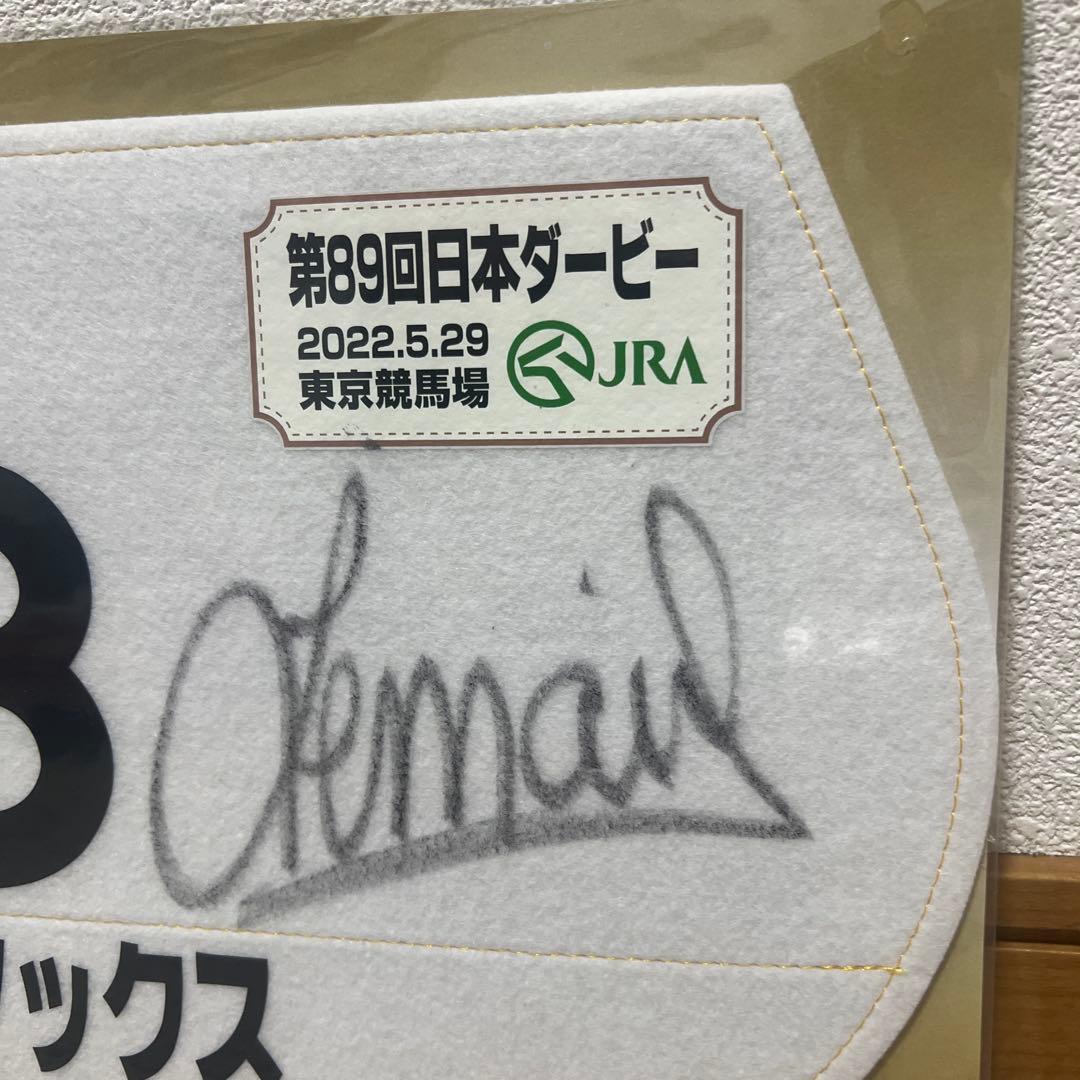 第89回日本ダービー
2022.5.29
東京競馬場
JRA
Lemaire
ックス